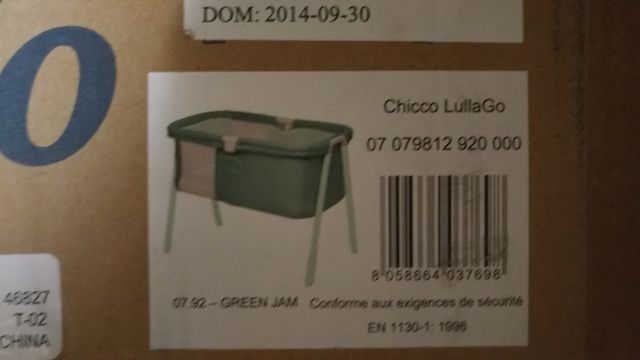 DOM: 2014-09-30
O
Chicco LullaGo
07 079812 920 000
8 058664 037698
07.92 – GREEN JAM Conforme aux exigences de sécurité
EN 1130-1: 1996
46827
T-02
CHINA